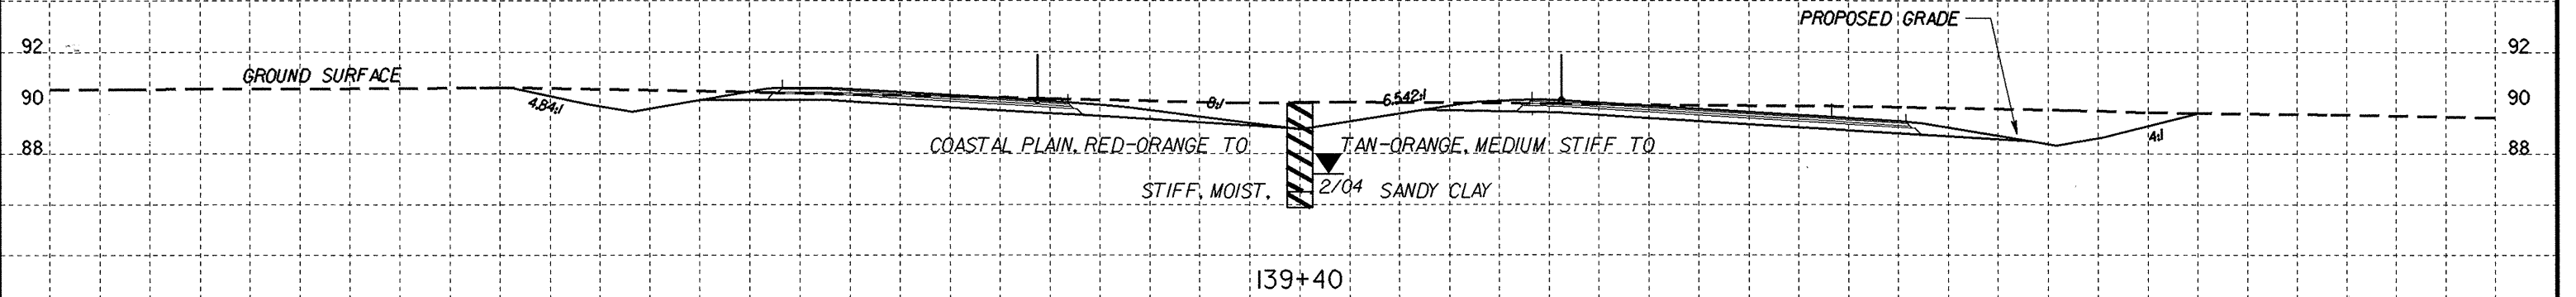 PROPOSED GRADE
92 92
GROUND SURFACE
90 4.84:1 8:1 6.542:1 90
COASTAL PLAIN, RED-ORANGE TO TAN-ORANGE, MEDIUM STIFF TO
88 4:1 88
STIFF, MOIST, 2/04 SANDY CLAY
139+40